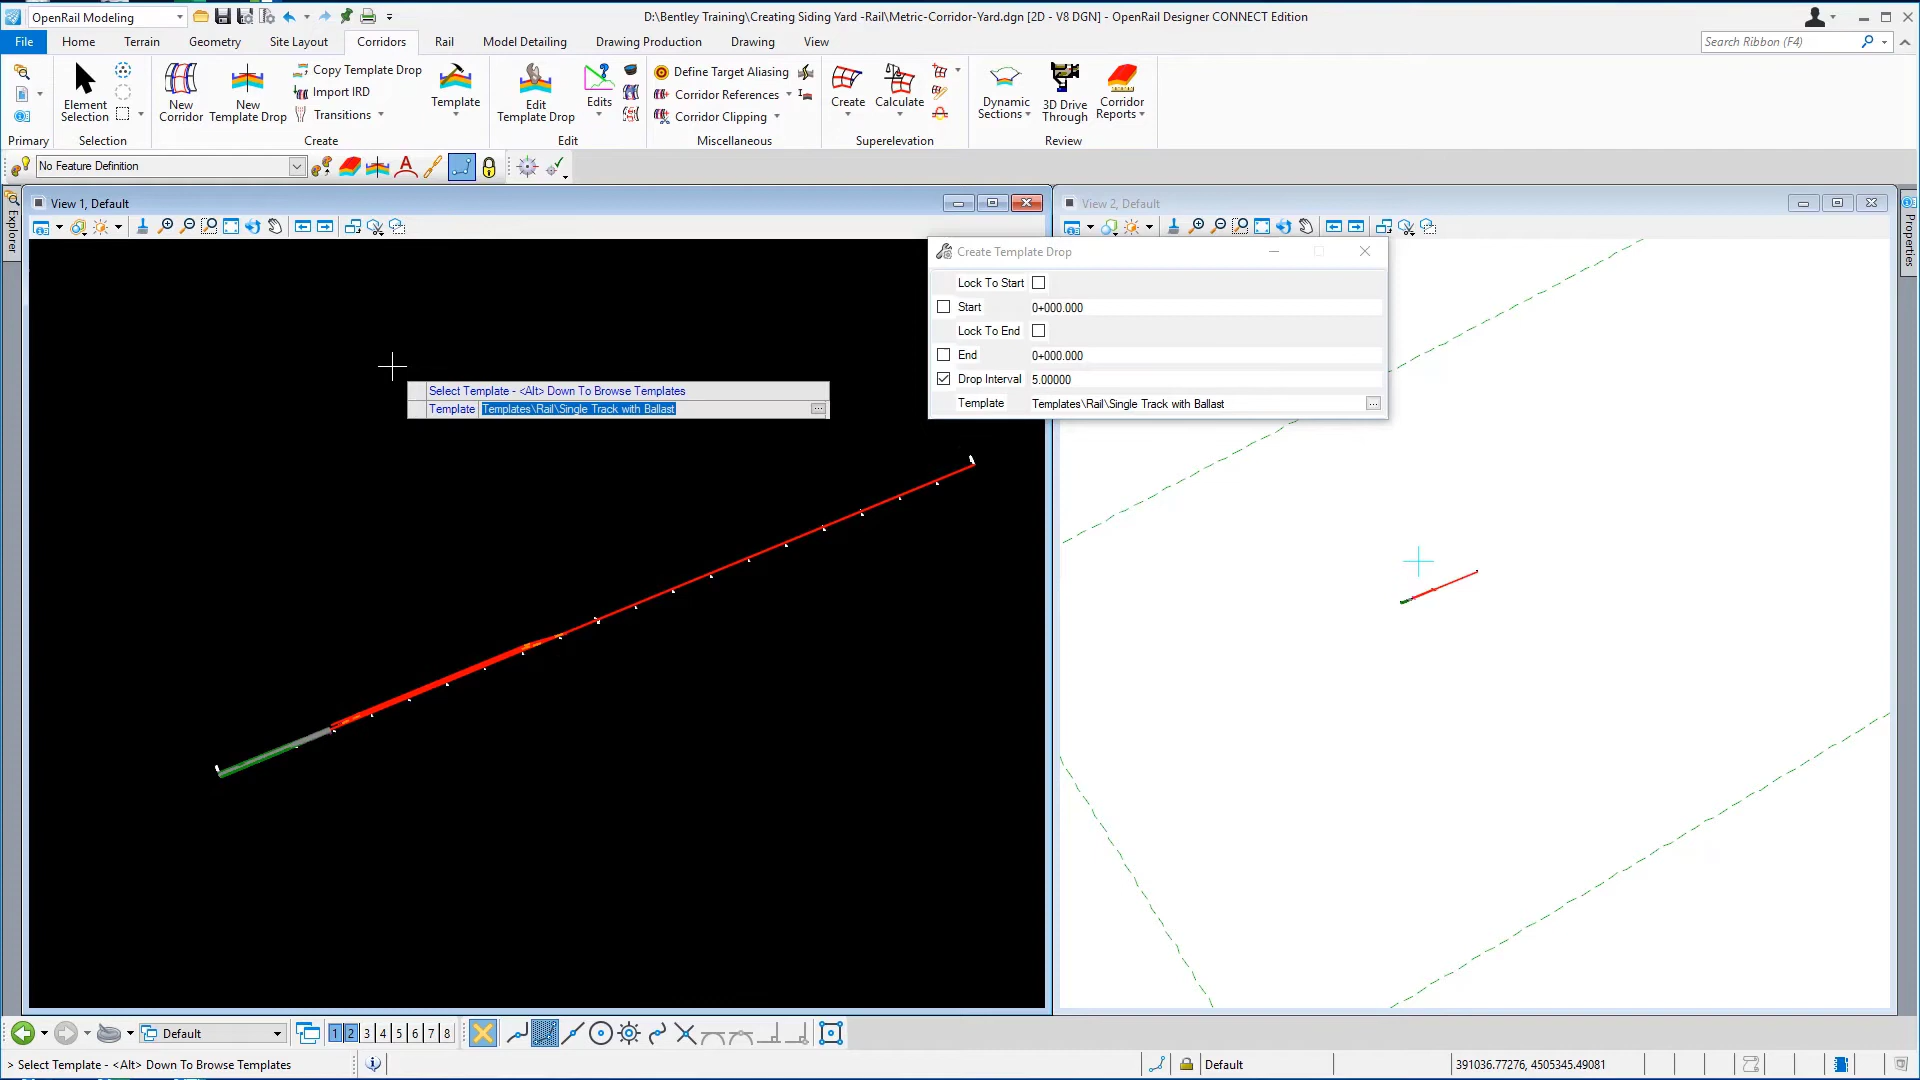 OpenRail Modeling
D:\Bentley Training\Creating Siding Yard -Rail\Metric-Corridor-Yard.dgn [2D - V8 DGN] - OpenRail Designer CONNECT Edition
File Home Terrain Geometry Site Layout Corridors Rail Model Detailing Drawing Production Drawing View
Search Ribbon (F4)
Element Selection
New Corridor
New Template Drop
Copy Template Drop
Import IRD
Transitions
Template
Edit Template Drop
Edits
Define Target Aliasing
Corridor References
Corridor Clipping
Create
Calculate
Dynamic Sections
3D Drive Through
Corridor Reports
Primary Selection Create Edit Miscellaneous Superelevation Review
No Feature Definition
Explorer
View 1, Default
View 2, Default
Properties
Create Template Drop
Lock To Start
Start 0+000.000
Lock To End
End 0+000.000
Drop Interval 5.00000
Template Templates\Rail\Single Track with Ballast
Select Template - <Alt> Down To Browse Templates
Template Templates\Rail\Single Track with Ballast
Default
1 2 3 4 5 6 7 8
> Select Template - <Alt> Down To Browse Templates
Default
391036.77276, 4505345.49081